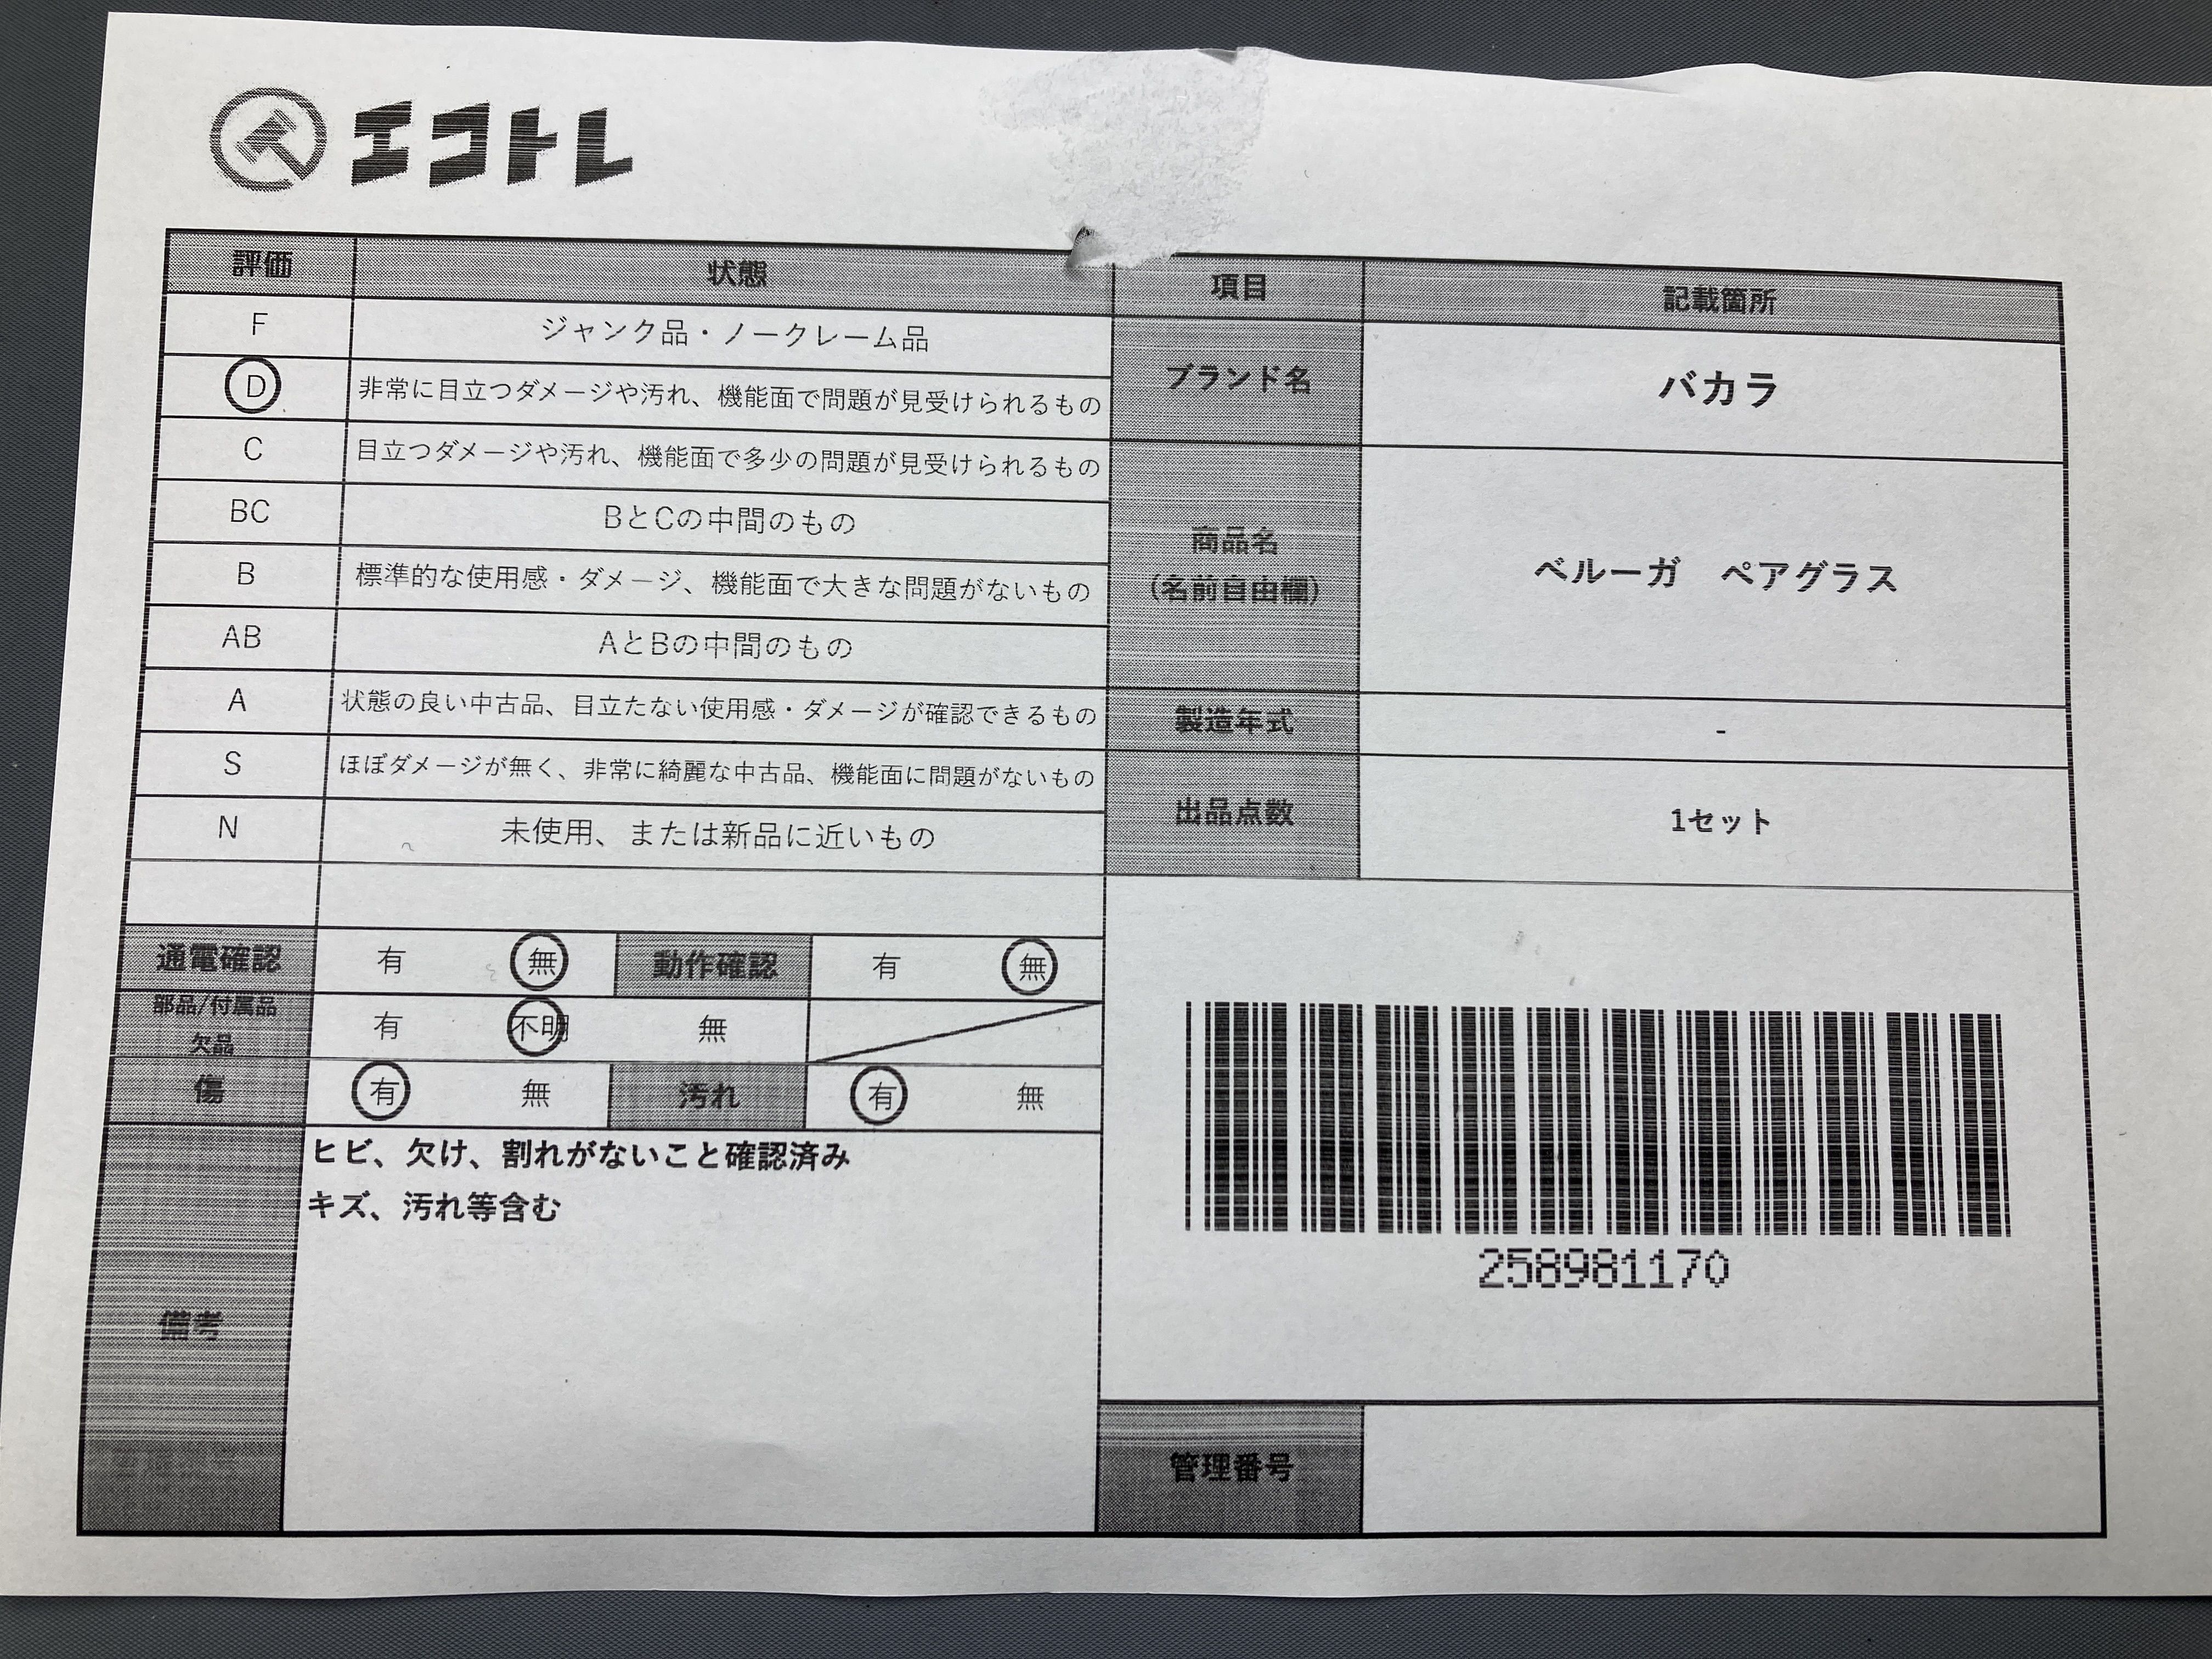 エコトレ
評価 状態
F ジャンク品・ノークレーム品
D 非常に目立つダメージや汚れ、機能面で問題が見受けられるもの
C 目立つダメージや汚れ、機能面で多少の問題が見受けられるもの
BC BとCの中間のもの
B 標準的な使用感・ダメージ、機能面で大きな問題がないもの
AB AとBの中間のもの
A 状態の良い中古品、目立たない使用感・ダメージが確認できるもの
S ほぼダメージが無く、非常に綺麗な中古品、機能面に問題がないもの
N 未使用、または新品に近いもの
通電確認 有 無 動作確認 有 無
部品/付属品
欠品
有 不明 無
傷 有 無 汚れ 有 無
備考
ヒビ、欠け、割れがないこと確認済み
キズ、汚れ等含む
項目 記載箇所
ブランド名 バカラ
商品名
(名前自由欄)
ベルーガ ペアグラス
製造年式 -
出品点数 1セット
258981170
管理番号